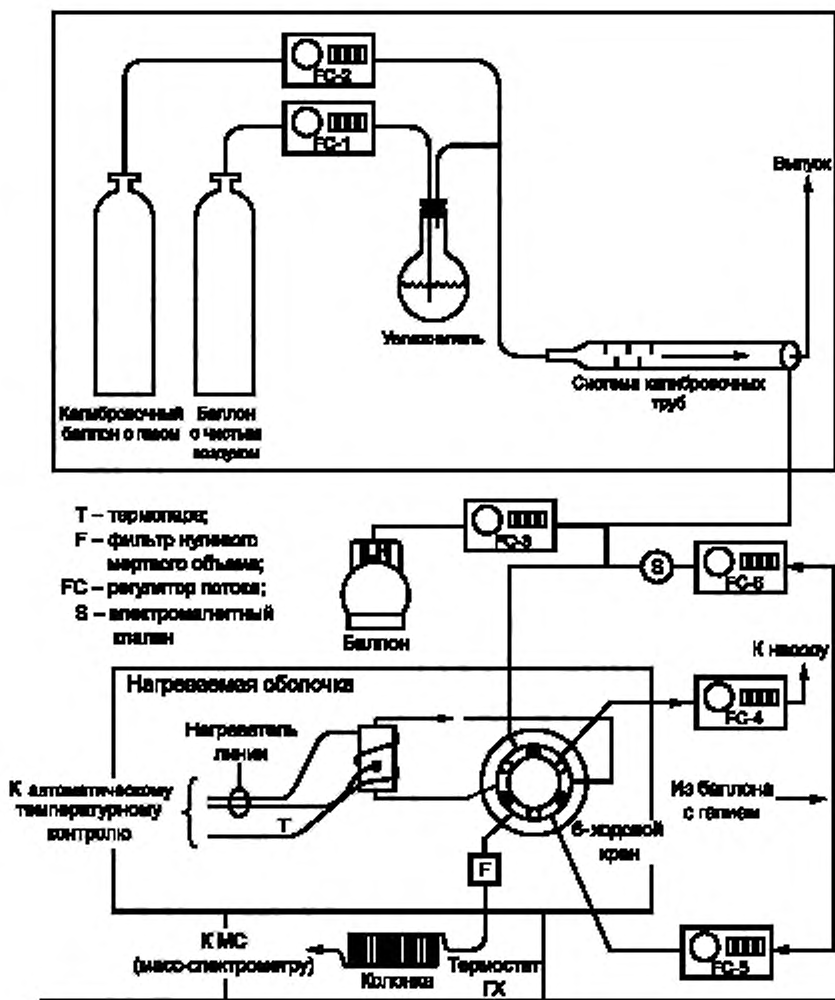 FC-2
FC-1
Выпуск
Увлажнитель
Система калибровочных
труб
Калибровочный
баллон с газом
Баллон
с чистым
воздухом
T – термопара;
F – фильтр нулевого
мертвого объема;
FC – регулятор потока;
S – электромагнитный
клапан
FC-3
S
FC-6
Баллон
К насосу
FC-4
Нагреваемая оболочка
Нагреватель
линии
К автоматическому
температурному
контролю
T
Из баллона
с гелием
6-ходовой
кран
F
К МС
(масс-спектрометру)
Колонка
Термостат
ГХ
FC-5